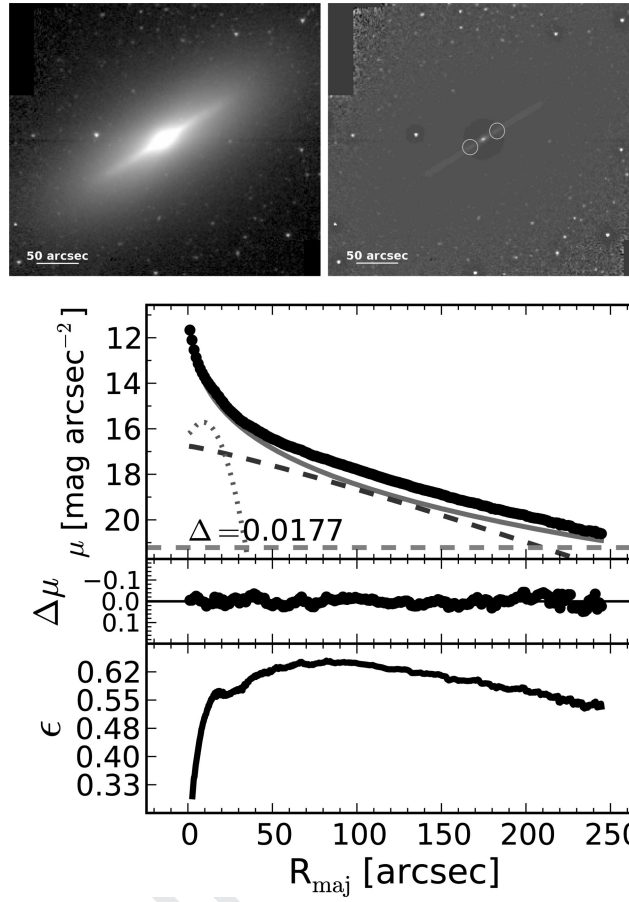 50 arcsec
50 arcsec
12
14
16
18
20
μ [mag arcsec⁻²]
Δ = 0.0177
−0.1
0.0
0.1
Δμ
0.62
0.55
0.48
0.40
0.33
ϵ
0 50 100 150 200 250
R_maj [arcsec]